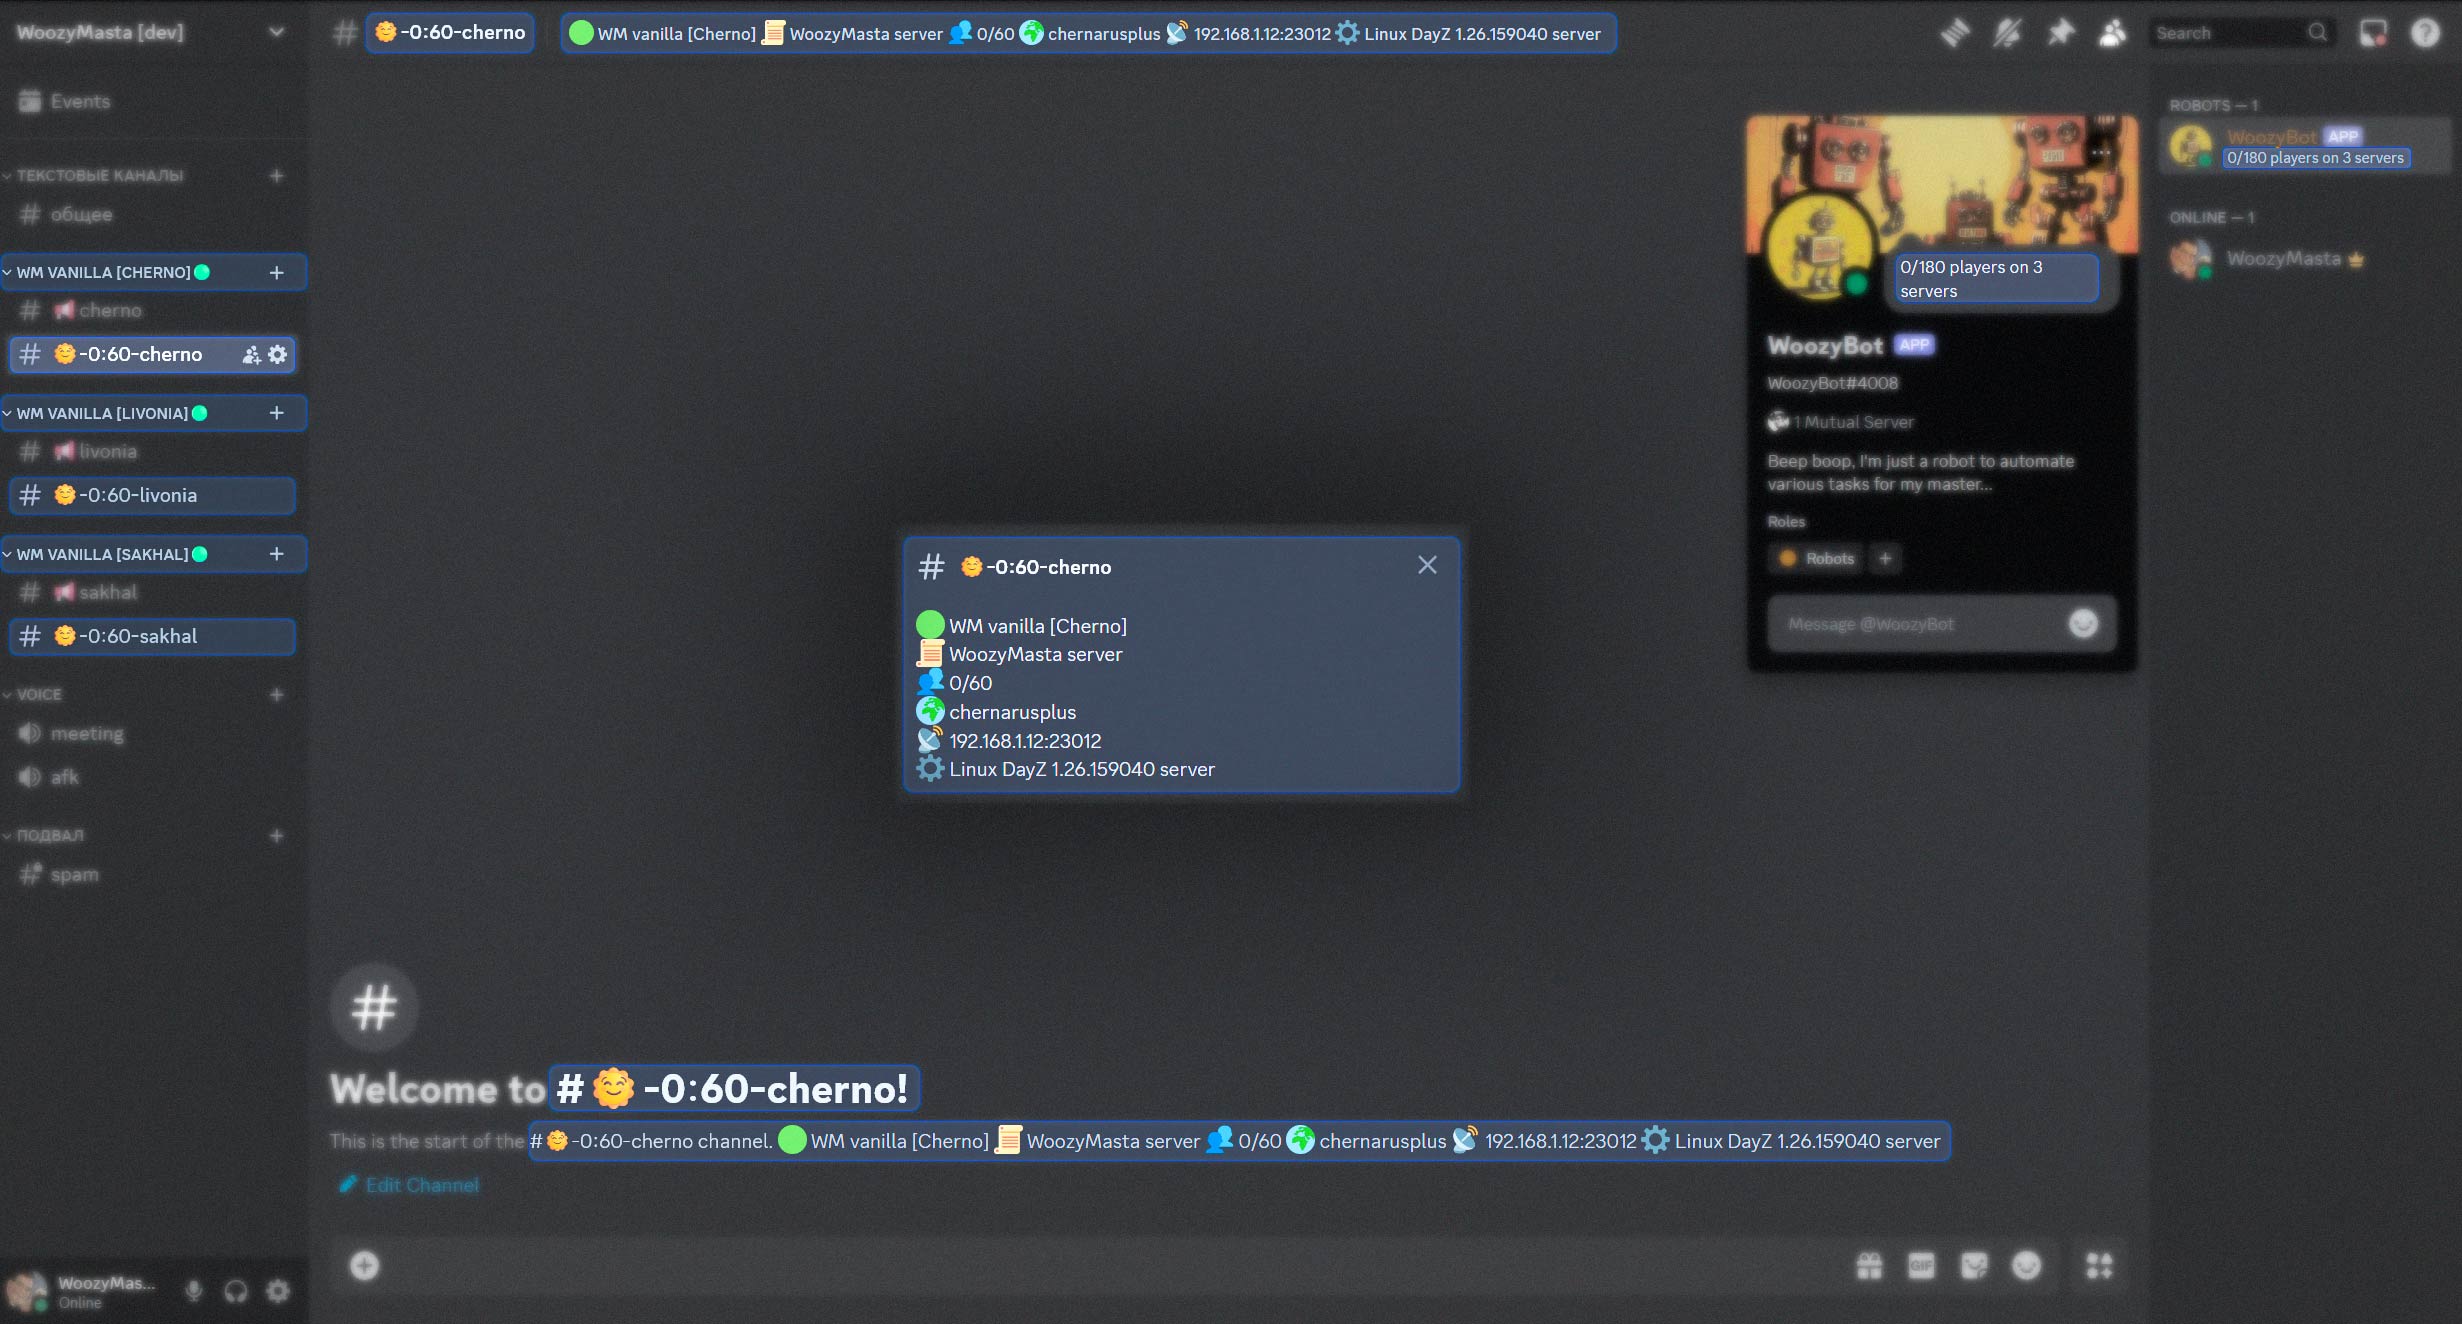 WoozyMasta [dev]
Events
ТЕКСТОВЫЕ КАНАЛЫ
# общее
WM VANILLA [CHERNO]
# 📢cherno
# 🌞-0:60-cherno
WM VANILLA [LIVONIA]
# 📢livonia
# 🌞-0:60-livonia
WM VANILLA [SAKHAL]
# 📢sakhal
# 🌞-0:60-sakhal
VOICE
meeting
afk
ПОДВАЛ
# spam
WoozyMas...
Online
# 🌞-0:60-cherno
WM vanilla [Cherno] WoozyMasta server 0/60 chernarusplus 192.168.1.12:23012 Linux DayZ 1.26.159040 server
Search
# 🌞-0:60-cherno
WM vanilla [Cherno]
WoozyMasta server
0/60
chernarusplus
192.168.1.12:23012
Linux DayZ 1.26.159040 server
Welcome to # 🌞-0:60-cherno!
This is the start of the #🌞-0:60-cherno channel. WM vanilla [Cherno] WoozyMasta server 0/60 chernarusplus 192.168.1.12:23012 Linux DayZ 1.26.159040 server
Edit Channel
GIF
0/180 players on 3
servers
WoozyBot APP
WoozyBot#4008
1 Mutual Server
Beep boop, I'm just a robot to automate
various tasks for my master...
Roles
Robots +
Message @WoozyBot
ROBOTS — 1
WoozyBot APP
0/180 players on 3 servers
ONLINE — 1
WoozyMasta